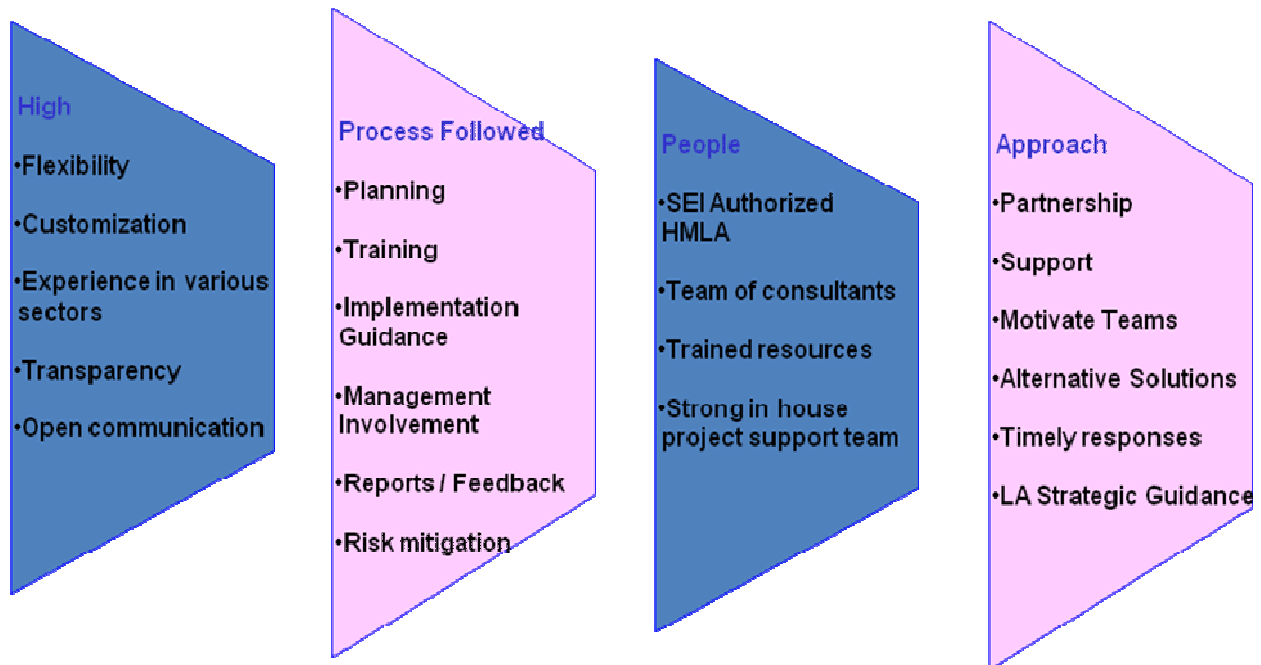 High
•Flexibility
•Customization
•Experience in various
sectors
•Transparency
•Open communication
Process Followed
•Planning
•Training
•Implementation
Guidance
•Management
Involvement
•Reports / Feedback
•Risk mitigation
People
•SEI Authorized
HMLA
•Team of consultants
•Trained resources
•Strong in house
project support team
Approach
•Partnership
•Support
•Motivate Teams
•Alternative Solutions
•Timely responses
•LA Strategic Guidance